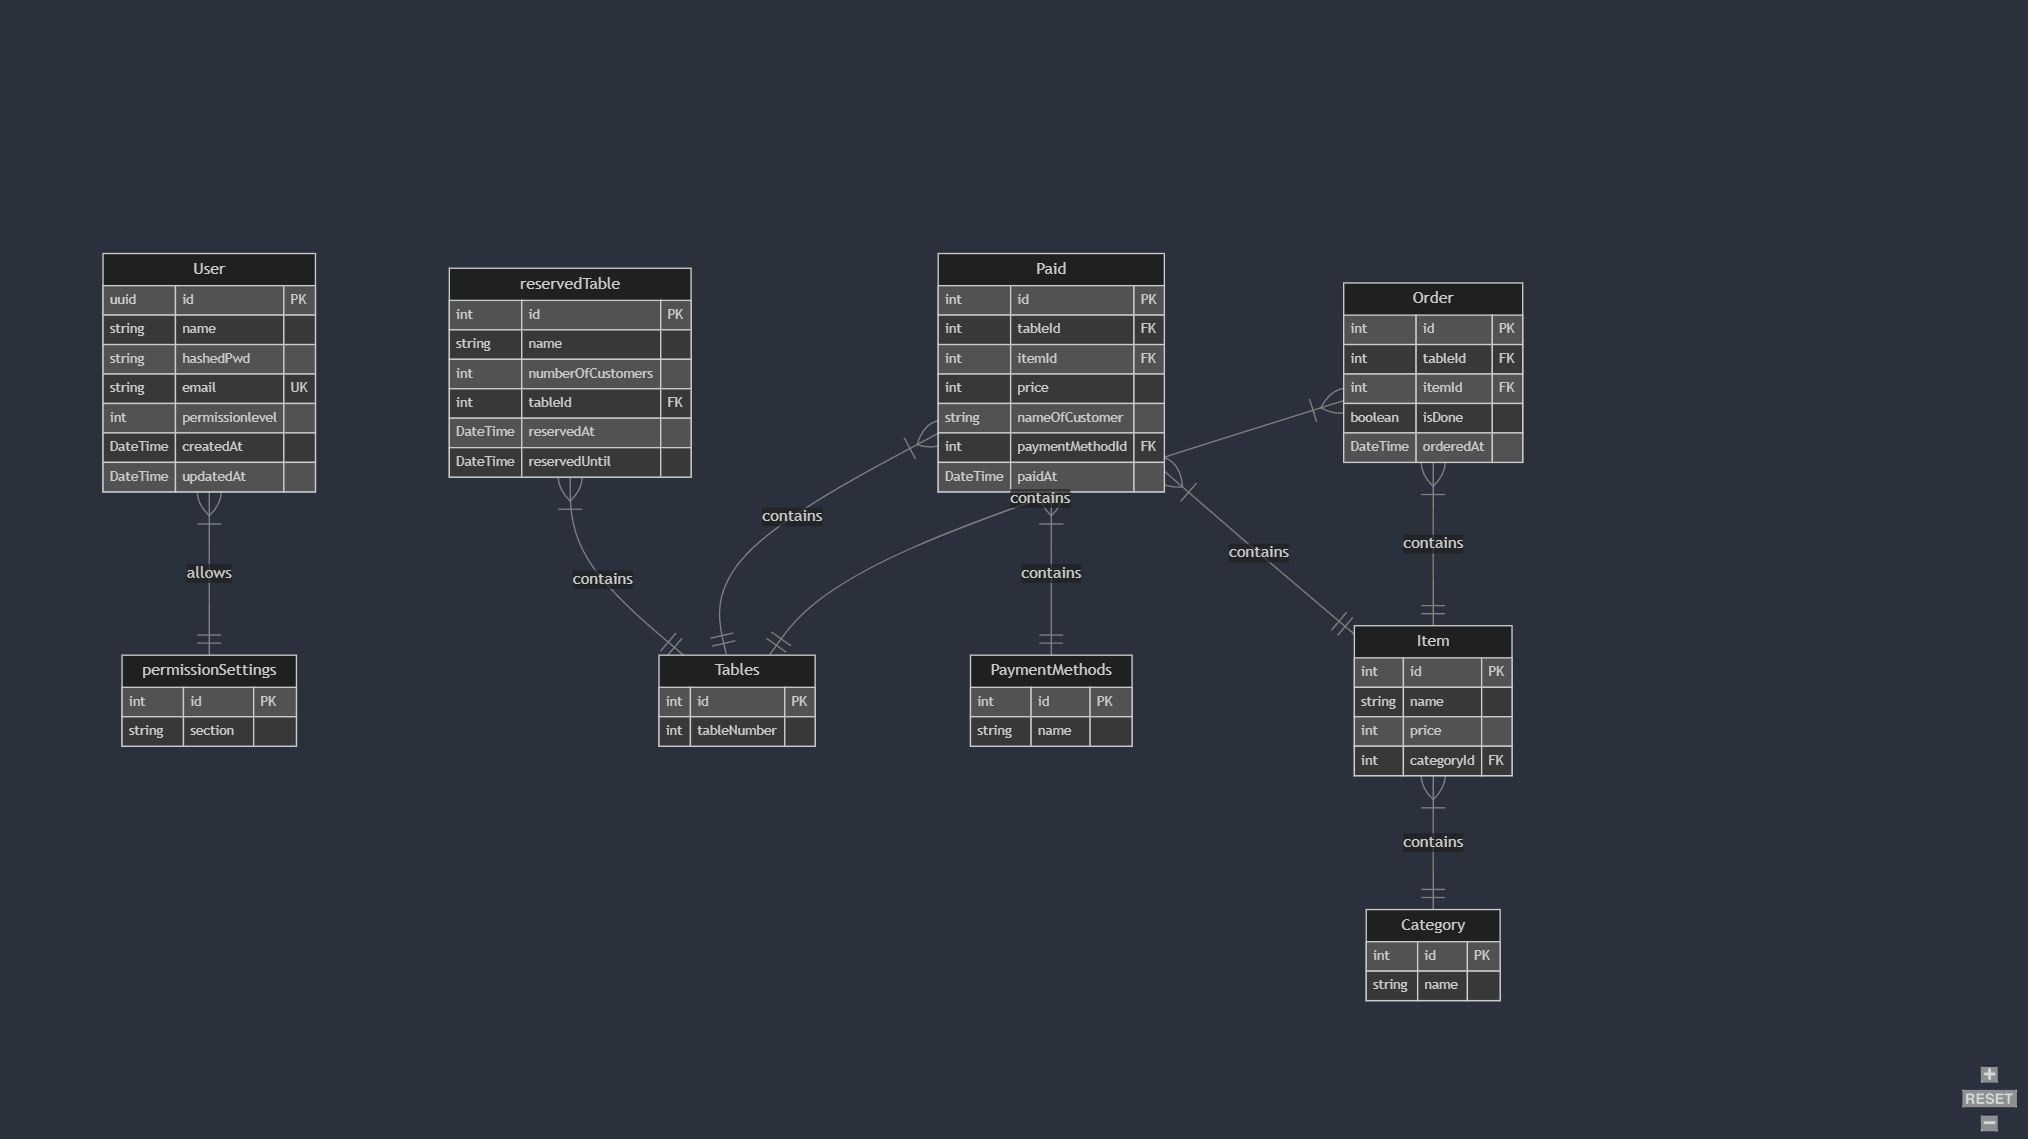 User
uuid id PK
string name
string hashedPwd
string email UK
int permissionlevel
DateTime createdAt
DateTime updatedAt
allows
permissionSettings
int id PK
string section
reservedTable
int id PK
string name
int numberOfCustomers
int tableId FK
DateTime reservedAt
DateTime reservedUntil
contains
Tables
int id PK
int tableNumber
contains
Paid
int id PK
int tableId FK
int itemId FK
int price
string nameOfCustomer
int paymentMethodId FK
DateTime paidAt
contains
contains
PaymentMethods
int id PK
string name
contains
Order
int id PK
int tableId FK
int itemId FK
boolean isDone
DateTime orderedAt
contains
Item
int id PK
string name
int price
int categoryId FK
contains
Category
int id PK
string name
+
RESET
−